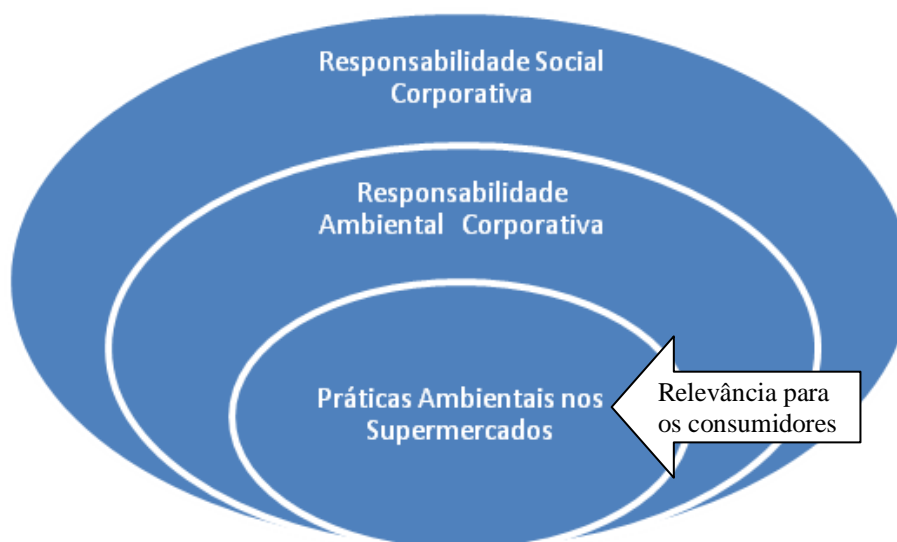 Responsabilidade Social
Corporativa
Responsabilidade
Ambiental Corporativa
Práticas Ambientais nos
Supermercados
Relevância para
os consumidores